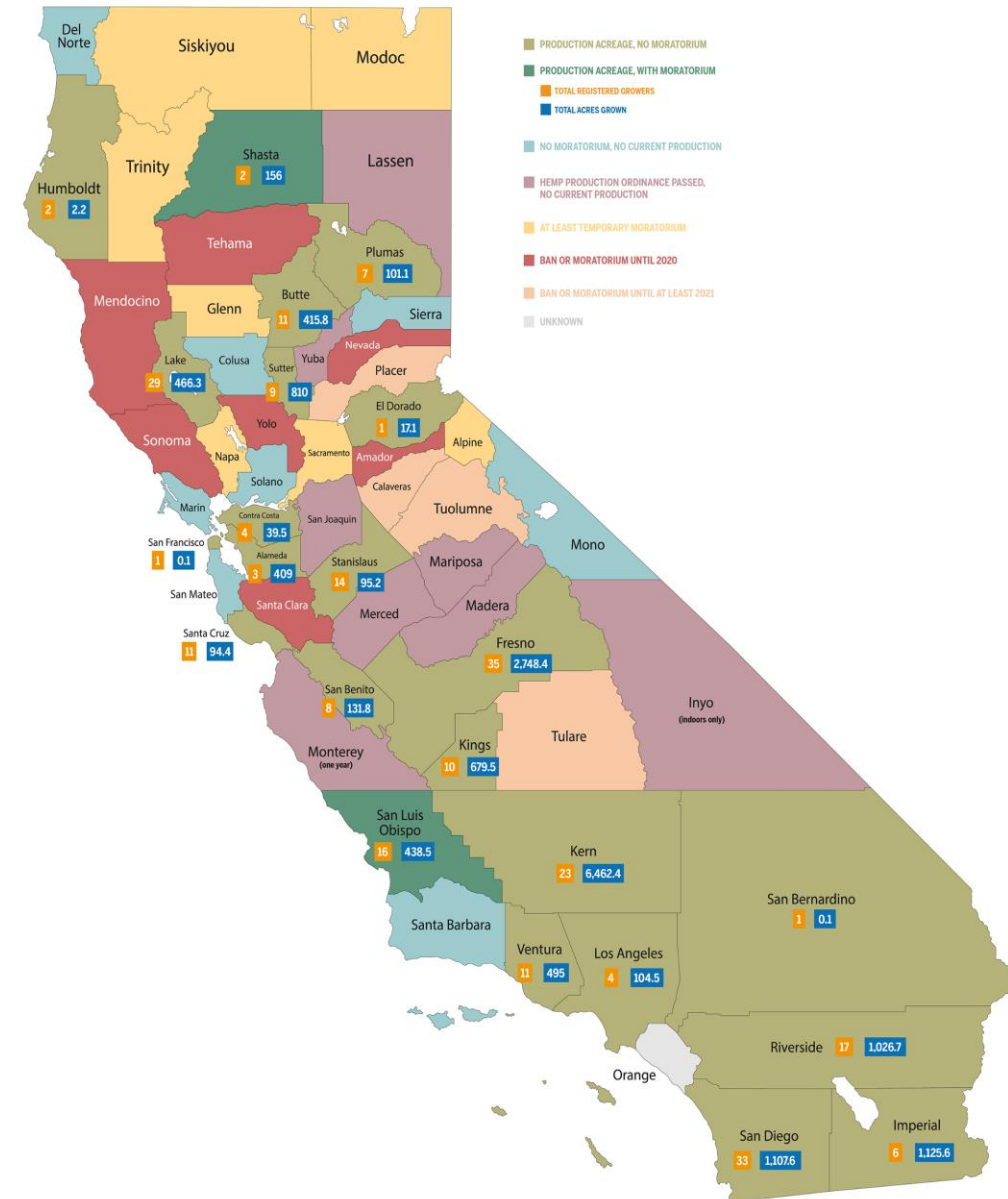 Del
Norte
Siskiyou
Modoc
PRODUCTION ACREAGE, NO MORATORIUM
PRODUCTION ACREAGE, WITH MORATORIUM
TOTAL REGISTERED GROWERS
TOTAL ACRES GROWN
NO MORATORIUM, NO CURRENT PRODUCTION
HEMP PRODUCTION ORDINANCE PASSED,
NO CURRENT PRODUCTION
AT LEAST TEMPORARY MORATORIUM
BAN OR MORATORIUM UNTIL 2020
BAN OR MORATORIUM UNTIL AT LEAST 2021
UNKNOWN
Humboldt
2 2.2
Trinity
Shasta
2 156
Lassen
Tehama
Plumas
7 101.1
Mendocino
Glenn
Butte
11 415.8
Sierra
Lake
29 466.3
Colusa
Sutter
9 810
Yuba
Nevada
Placer
El Dorado
1 17.1
Sonoma
Napa
Yolo
Sacramento
Amador
Alpine
Solano
Calaveras
Marin
Contra Costa
4 39.5
San Joaquin
Tuolumne
Mono
San Francisco
1 0.1
Alameda
3 409
Stanislaus
14 95.2
Mariposa
San Mateo
Santa Clara
Merced
Madera
Santa Cruz
11 94.4
Fresno
35 2,748.4
San Benito
8 131.8
Inyo
(indoors only)
Monterey
(one year)
Kings
10 679.5
Tulare
San Luis
Obispo
16 438.5
Kern
23 6,462.4
San Bernardino
1 0.1
Santa Barbara
Ventura
11 495
Los Angeles
4 104.5
Riverside 17 1,026.7
Orange
San Diego
33 1,107.6
Imperial
6 1,125.6